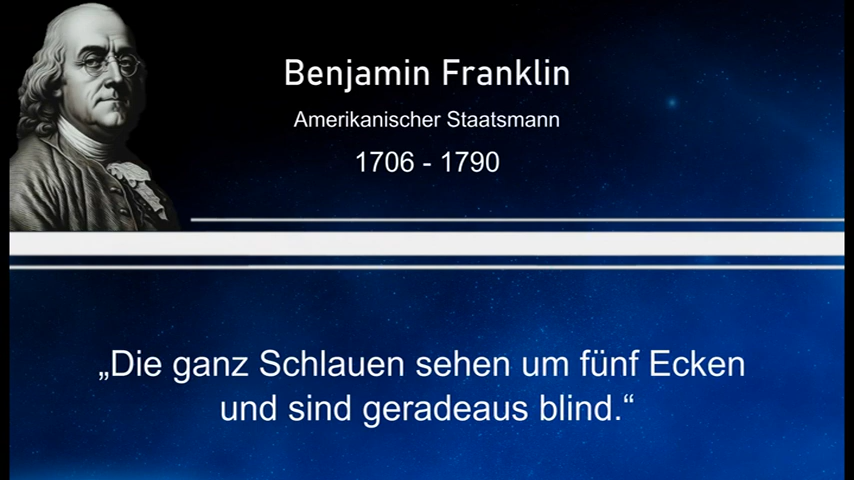 Benjamin Franklin
Amerikanischer Staatsmann
1706 - 1790
„Die ganz Schlauen sehen um fünf Ecken
und sind geradeaus blind.“